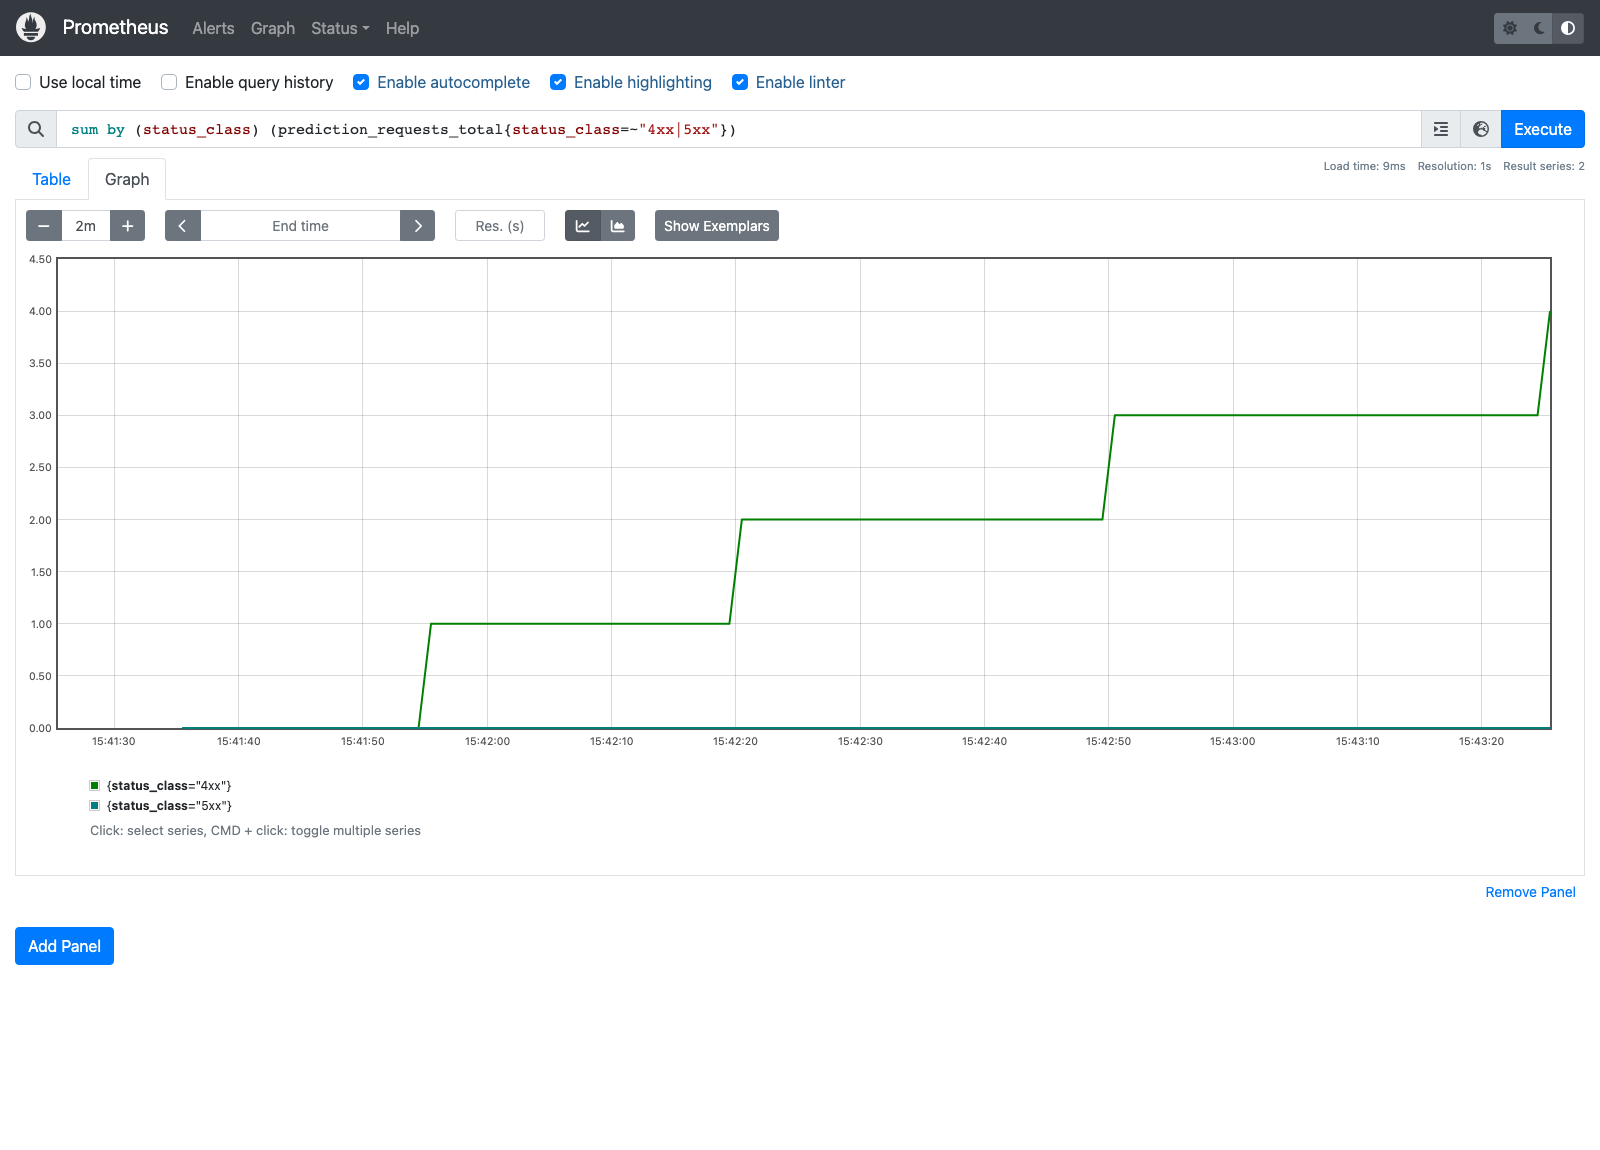 Prometheus Alerts Graph Status Help
Use local time Enable query history Enable autocomplete Enable highlighting Enable linter
sum by (status_class) (prediction_requests_total{status_class=~"4xx|5xx"}) Execute
Load time: 9ms Resolution: 1s Result series: 2
Table Graph
2m End time Res. (s) Show Exemplars
4.50
4.00
3.50
3.00
2.50
2.00
1.50
1.00
0.50
0.00
15:41:30 15:41:40 15:41:50 15:42:00 15:42:10 15:42:20 15:42:30 15:42:40 15:42:50 15:43:00 15:43:10 15:43:20
{status_class="4xx"}
{status_class="5xx"}
Click: select series, CMD + click: toggle multiple series
Remove Panel
Add Panel